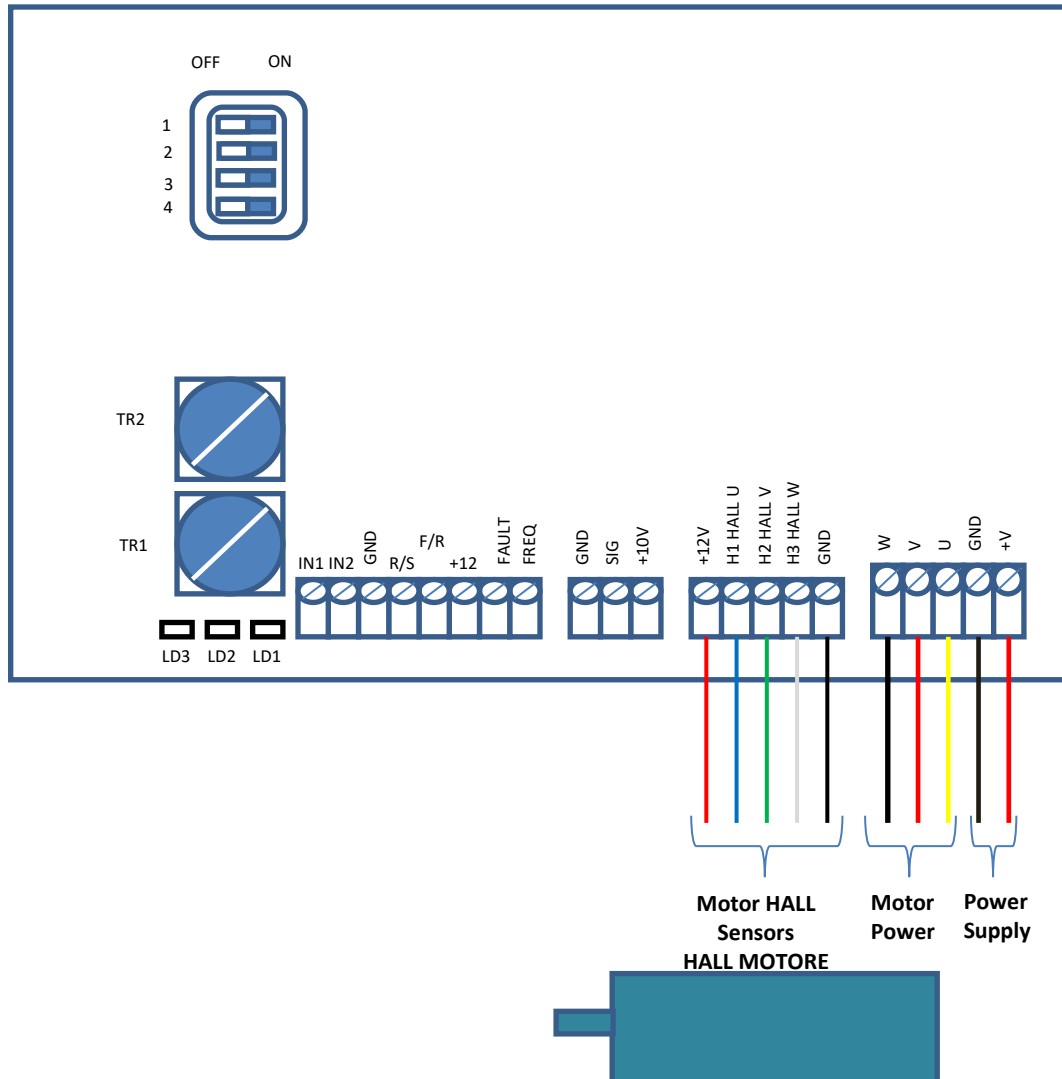 OFF ON
1
2
3
4
TR2
TR1
IN1 IN2 GND R/S F/R +12 FAULT FREQ
GND SIG +10V
+12V H1 HALL U H2 HALL V H3 HALL W GND
W V U GND +V
LD3 LD2 LD1
Motor HALL
Sensors
HALL MOTORE
Motor
Power
Power
Supply